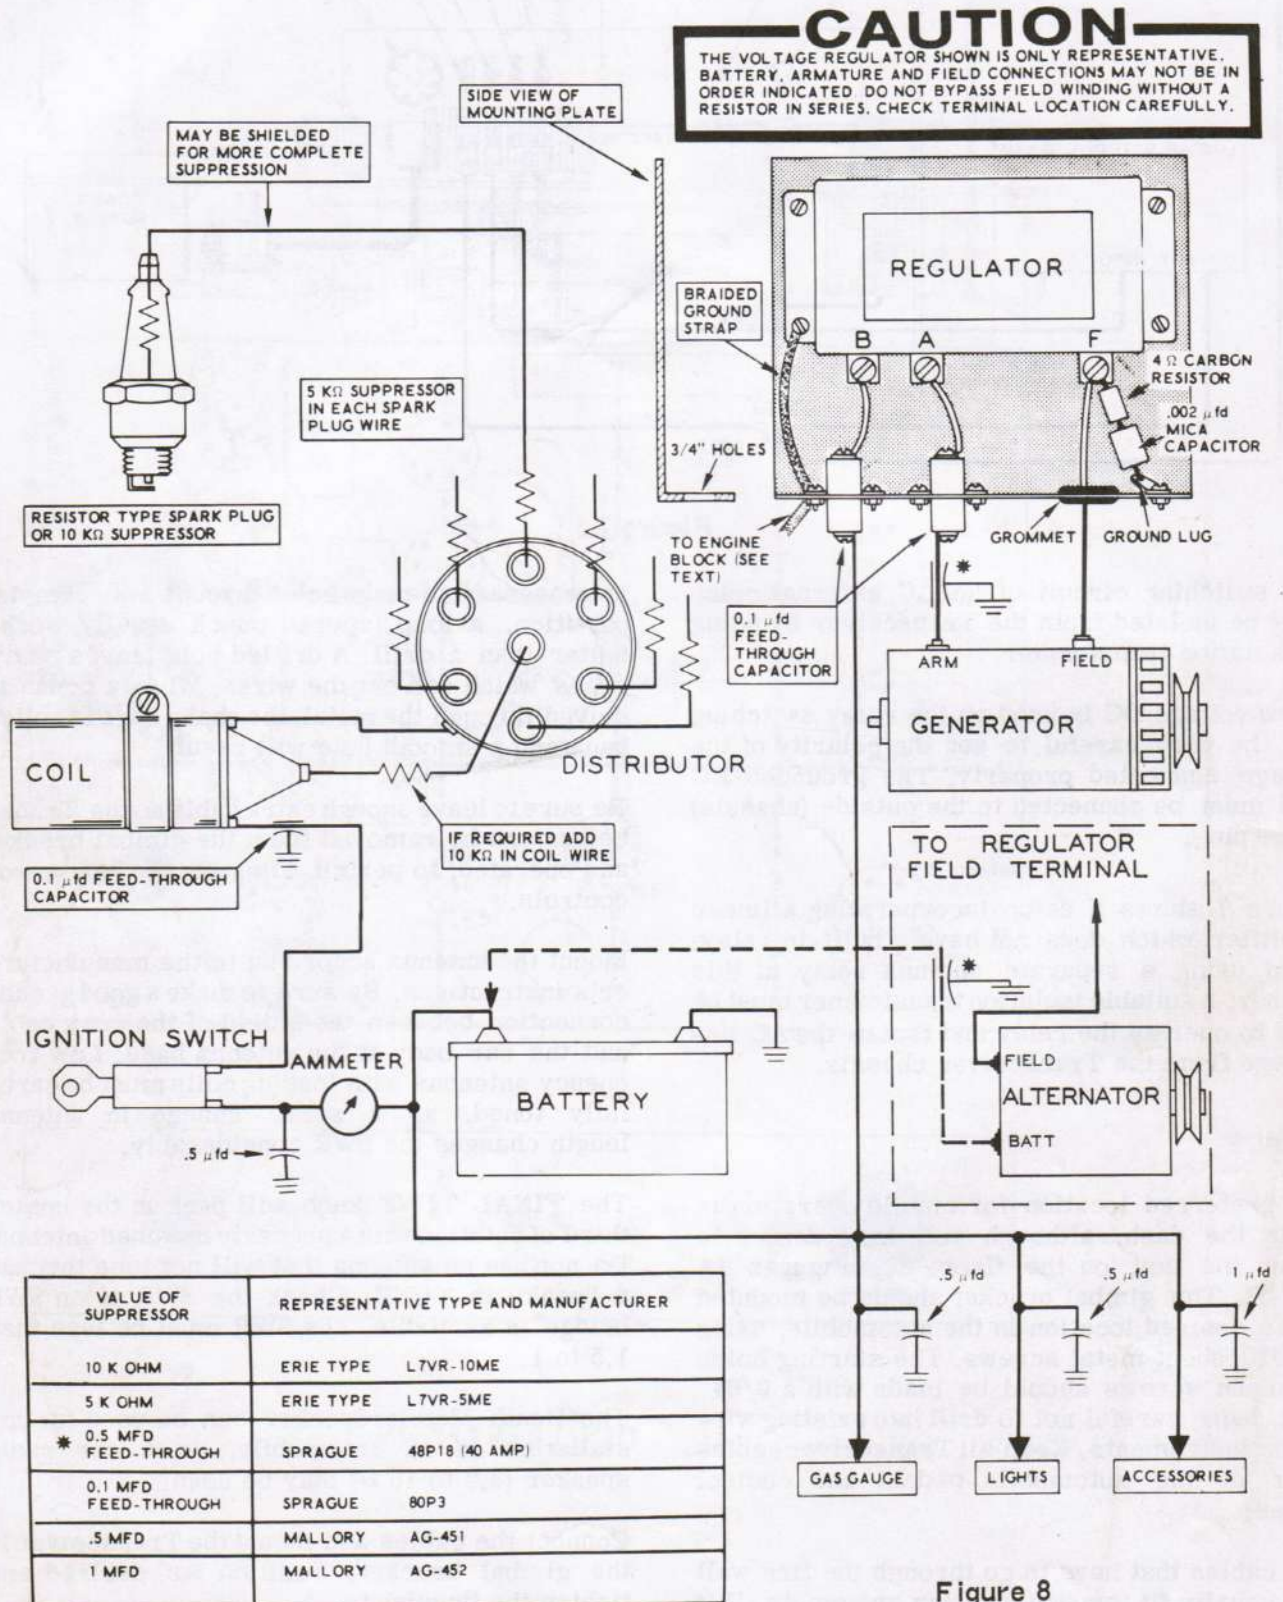 CAUTION
THE VOLTAGE REGULATOR SHOWN IS ONLY REPRESENTATIVE.
BATTERY, ARMATURE AND FIELD CONNECTIONS MAY NOT BE IN
ORDER INDICATED. DO NOT BYPASS FIELD WINDING WITHOUT A
RESISTOR IN SERIES. CHECK TERMINAL LOCATION CAREFULLY.
SIDE VIEW OF
MOUNTING PLATE
MAY BE SHIELDED
FOR MORE COMPLETE
SUPPRESSION
REGULATOR
BRAIDED
GROUND
STRAP
B A F
4 Ω CARBON
RESISTOR
.002 μfd
MICA
CAPACITOR
5 KΩ SUPPRESSOR
IN EACH SPARK
PLUG WIRE
3/4" HOLES
RESISTOR TYPE SPARK PLUG
OR 10 KΩ SUPPRESSOR
TO ENGINE
BLOCK (SEE
TEXT)
GROMMET
GROUND LUG
*
0.1 μfd
FEED-
THROUGH
CAPACITOR
ARM
FIELD
GENERATOR
COIL
DISTRIBUTOR
IF REQUIRED ADD
10 KΩ IN COIL WIRE
0.1 μfd FEED-THROUGH
CAPACITOR
TO REGULATOR
FIELD TERMINAL
*
IGNITION SWITCH
AMMETER
BATTERY
FIELD
ALTERNATOR
BATT
.5 μfd
.5 μfd
.5 μfd
1 μfd
VALUE OF
SUPPRESSOR
REPRESENTATIVE TYPE AND MANUFACTURER
10 K OHM ERIE TYPE L7VR-10ME
5 K OHM ERIE TYPE L7VR-5ME
* 0.5 MFD
FEED-THROUGH SPRAGUE 48P18 (40 AMP)
0.1 MFD
FEED-THROUGH SPRAGUE 80P3
.5 MFD MALLORY AG-451
1 MFD MALLORY AG-452
GAS GAUGE
LIGHTS
ACCESSORIES
Figure 8